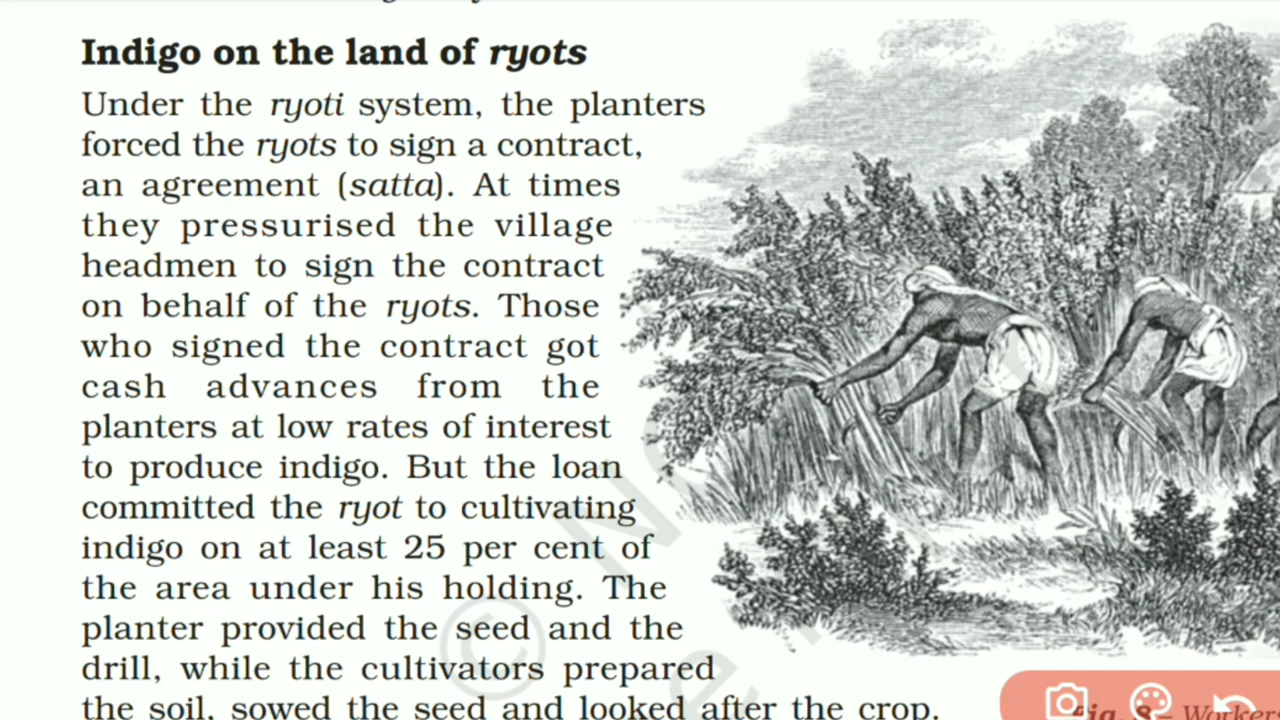 Indigo on the land of ryots
Under the ryoti system, the planters
forced the ryots to sign a contract,
an agreement (satta). At times
they pressurised the village
headmen to sign the contract
on behalf of the ryots. Those
who signed the contract got
cash advances from the
planters at low rates of interest
to produce indigo. But the loan
committed the ryot to cultivating
indigo on at least 25 per cent of
the area under his holding. The
planter provided the seed and the
drill, while the cultivators prepared
the soil, sowed the seed and looked after the crop.
Fig. 8 – Workers